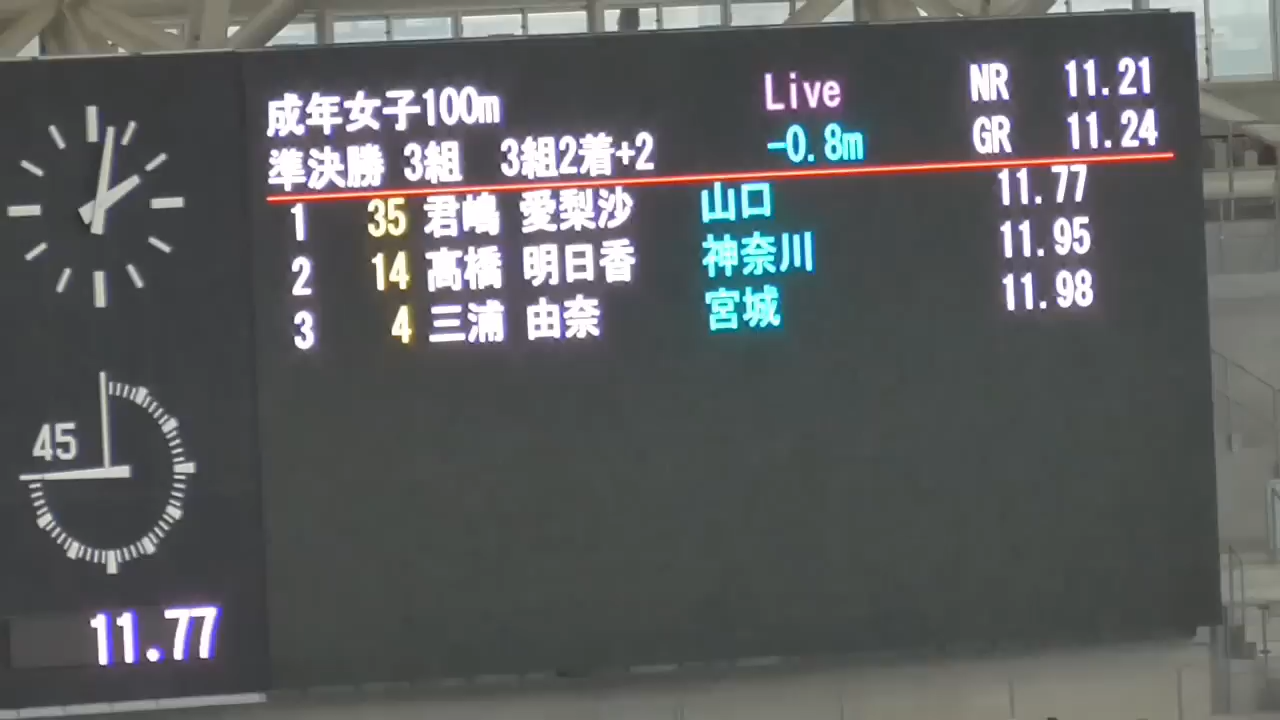 成年女子100m Live NR 11.21
準決勝 3組 3組2着+2 -0.8m GR 11.24
1 35 君嶋 愛梨沙 山口 11.77
2 14 髙橋 明日香 神奈川 11.95
3 4 三浦 由奈 宮城 11.98
45
11.77